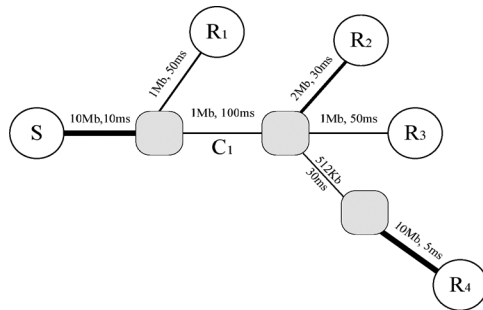 R1
1Mb, 50ms
R2
2Mb, 30ms
S
10Mb,10ms
1Mb, 100ms
C1
1Mb, 50ms
R3
512Kb
30ms
10Mb, 5ms
R4